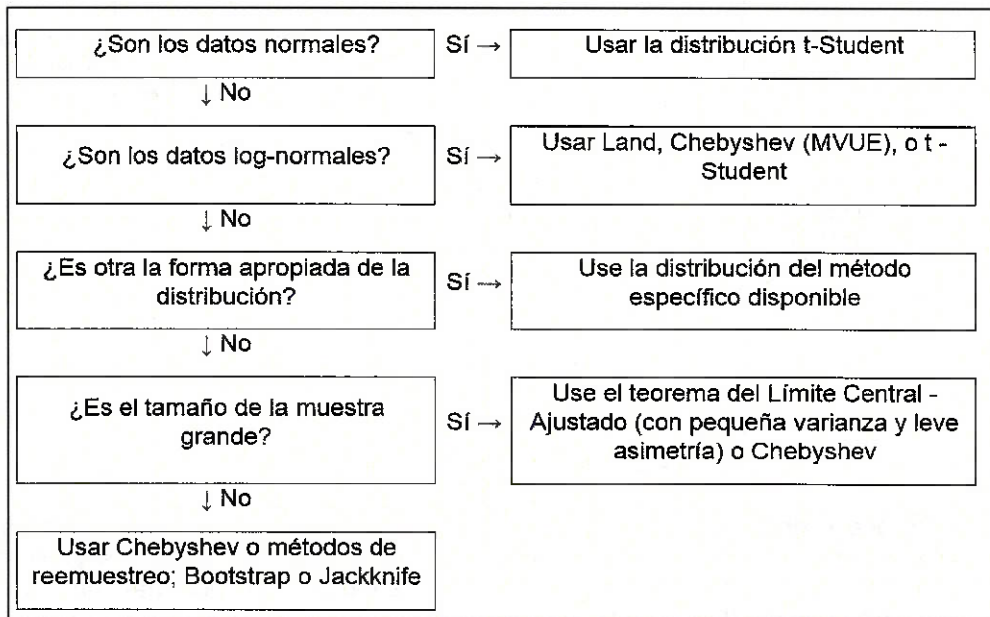 ¿Son los datos normales?
Sí →
Usar la distribución t-Student
↓ No
¿Son los datos log-normales?
Sí →
Usar Land, Chebyshev (MVUE), o t -
Student
↓ No
¿Es otra la forma apropiada de la
distribución?
Sí →
Use la distribución del método
específico disponible
↓ No
¿Es el tamaño de la muestra
grande?
Sí →
Use el teorema del Límite Central -
Ajustado (con pequeña varianza y leve
asimetría) o Chebyshev
↓ No
Usar Chebyshev o métodos de
reemuestreo; Bootstrap o Jackknife